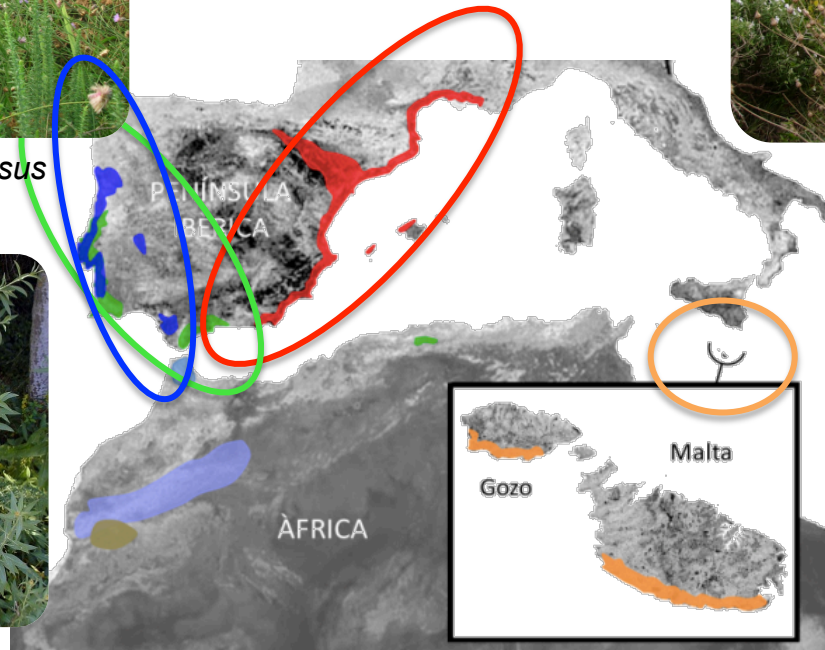 sus
PENÍNSULA
IBÈRICA
Malta
Gozo
ÀFRICA